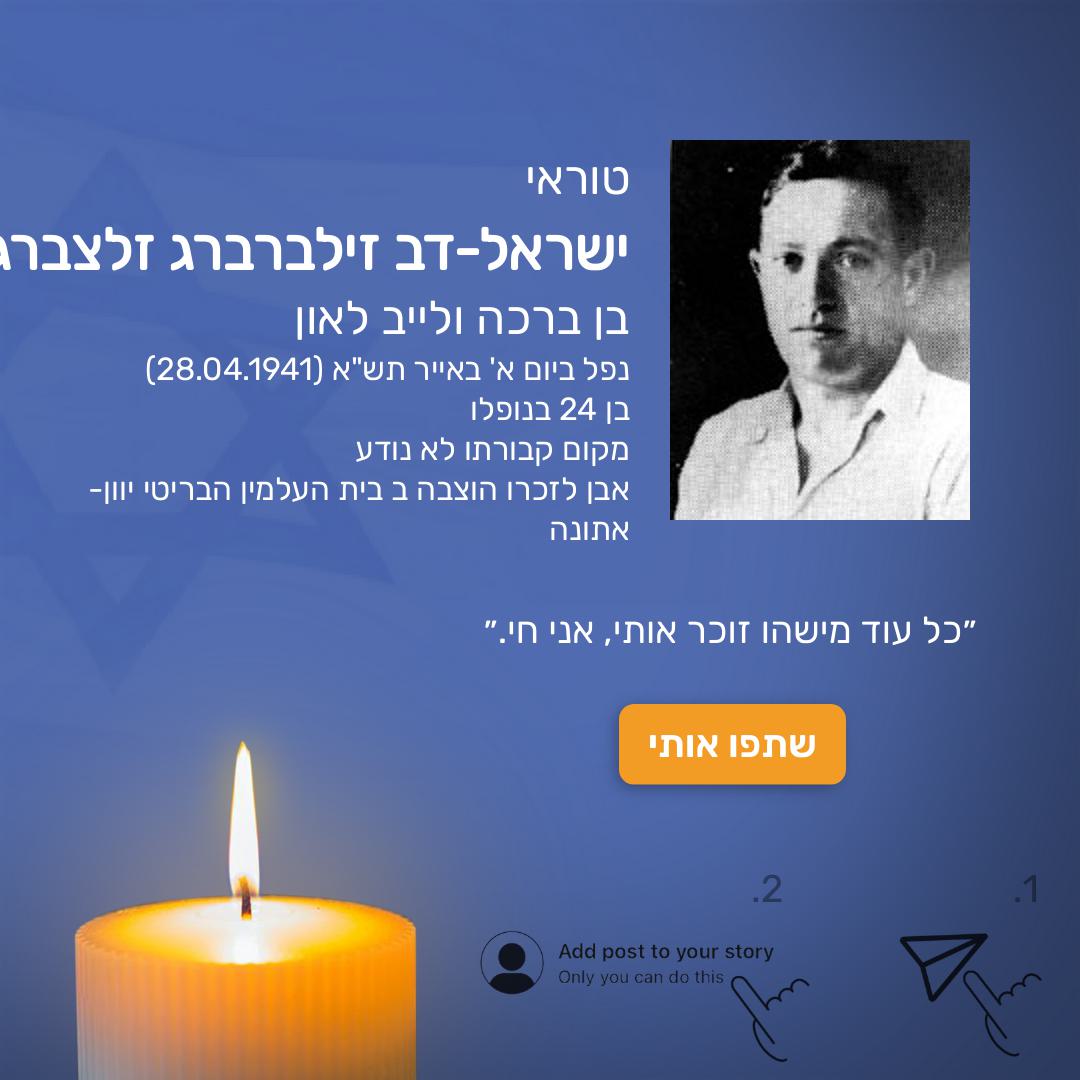 טוראי
ישראל-דב זילברברג זלצברג
בן ברכה ולייב לאון
נפל ביום א' באייר תש"א (28.04.1941)
בן 24 בנופלו
מקום קבורתו לא נודע
אבן לזכרו הוצבה ב בית העלמין הבריטי יוון-
אתונה
״כל עוד מישהו זוכר אותי, אני חי.״
שתפו אותי
.1
.2
Add post to your story
Only you can do this